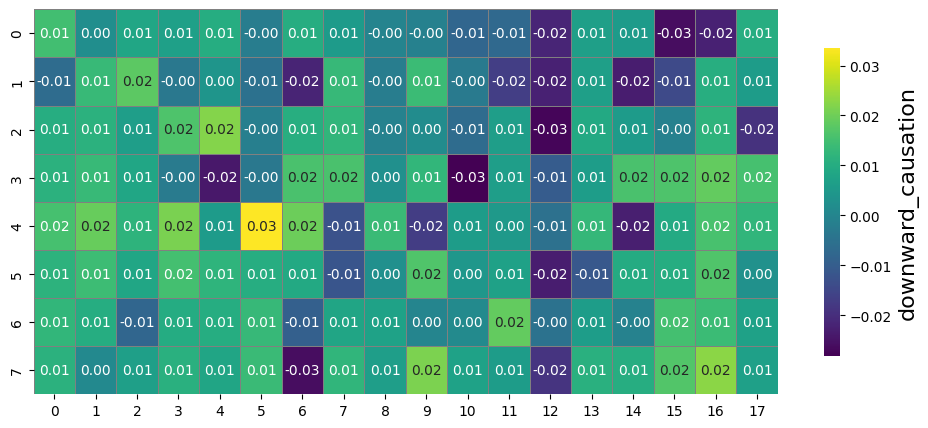 0 0.01 0.00 0.01 0.01 0.01 -0.00 0.01 0.01 -0.00 -0.00 -0.01 -0.01 -0.02 0.01 0.01 -0.03 -0.02 0.01
1 -0.01 0.01 0.02 -0.00 0.00 -0.01 -0.02 0.01 -0.00 0.01 -0.00 -0.02 -0.02 0.01 -0.02 -0.01 0.01 0.01
2 0.01 0.01 0.01 0.02 0.02 -0.00 0.01 0.01 -0.00 0.00 -0.01 0.01 -0.03 0.01 0.01 -0.00 0.01 -0.02
3 0.01 0.01 0.01 -0.00 -0.02 -0.00 0.02 0.02 0.00 0.01 -0.03 0.01 -0.01 0.01 0.02 0.02 0.02 0.02
4 0.02 0.02 0.01 0.02 0.01 0.03 0.02 -0.01 0.01 -0.02 0.01 0.00 -0.01 0.01 -0.02 0.01 0.02 0.01
5 0.01 0.01 0.01 0.02 0.01 0.01 0.01 -0.01 0.00 0.02 0.00 0.01 -0.02 -0.01 0.01 0.01 0.02 0.00
6 0.01 0.01 -0.01 0.01 0.01 0.01 -0.01 0.01 0.01 0.00 0.00 0.02 -0.00 0.01 -0.00 0.02 0.01 0.01
7 0.01 0.00 0.01 0.01 0.01 0.01 -0.03 0.01 0.01 0.02 0.01 0.01 -0.02 0.01 0.01 0.02 0.02 0.01
0 1 2 3 4 5 6 7 8 9 10 11 12 13 14 15 16 17
0.03
0.02
0.01
0.00
−0.01
−0.02
downward_causation